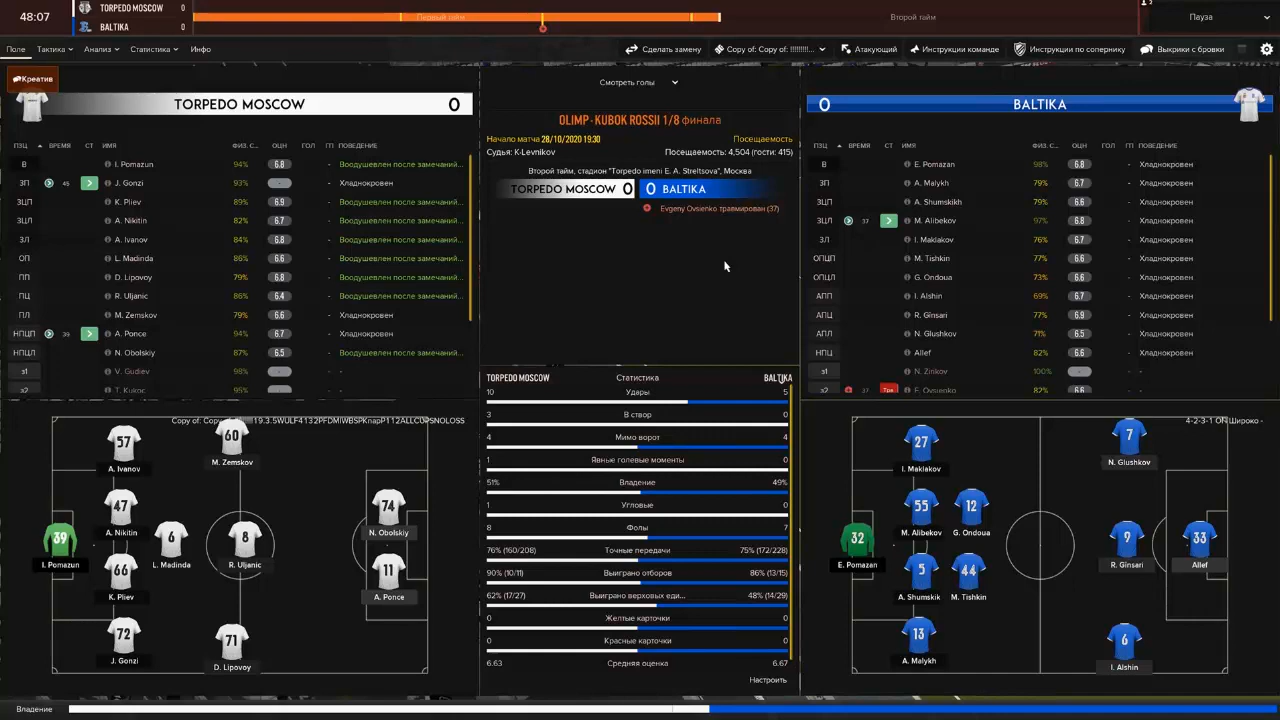 48:07
TORPEDO MOSCOW 0
BALTIKA 0
Первый тайм
Второй тайм
Пауза
Поле Тактика Анализ Статистика Инфо
Сделать замену Copy of: Copy of: !!!!!!!!!... Атакующий Инструкции команде Инструкции по сопернику Выкрики с бровки
Креатив
TORPEDO MOSCOW 0
ПЗЦ ВРЕМЯ СТ ИМЯ ФИЗ. С... ОЦН ГОЛ ГП ПОВЕДЕНИЕ
В I. Pomazun 94% 6.8 - Воодушевлен после замечаний...
ЗП 45 J. Gonzi 93% - - Хладнокровен
ЗЦП K. Pliev 89% 6.9 - Воодушевлен после замечаний...
ЗЦЛ A. Nikitin 82% 6.7 - Воодушевлен после замечаний...
ЗЛ A. Ivanov 84% 6.8 - Воодушевлен после замечаний...
ОП L. Madinda 86% 6.6 - Воодушевлен после замечаний...
ПП D. Lipovoy 79% 6.8 - Воодушевлен после замечаний...
ПЦ R. Uljanic 86% 6.4 - Воодушевлен после замечаний...
ПЛ M. Zemskov 79% 6.6 - Хладнокровен
НПЦП 39 A. Ponce 94% 6.7 - Хладнокровен
НПЦЛ N. Obolskiy 87% 6.5 - Воодушевлен после замечаний...
з1 V. Gudiev 98% - - -
з2 T. Kukoc 95% - -
Смотреть голы
OLIMP - KUBOK ROSSII 1/8 финала
Начало матча 28/10/2020 19:30 Посещаемость
Судья: K-Levnikov Посещаемость: 4,504 (гости: 415)
Второй тайм, стадион "Torpedo imeni E. A. Streltsova", Москва
TORPEDO MOSCOW 0 0 BALTIKA
Evgeny Ovsienko травмирован (37)
0 BALTIKA
ПЗЦ ВРЕМЯ СТ ИМЯ ФИЗ. С... ОЦН ГОЛ ГП ПОВЕДЕНИЕ
В E. Pomazan 98% 6.8 - Хладнокровен
ЗП A. Malykh 79% 6.7 - Хладнокровен
ЗЦП A. Shumskikh 79% 6.6 - Хладнокровен
ЗЦЛ 37 M. Alibekov 97% 6.8 - Хладнокровен
ЗЛ I. Maklakov 76% 6.7 - Хладнокровен
ОПЦП M. Tishkin 77% 6.6 - Хладнокровен
ОПЦЛ G. Ondoua 73% 6.6 - Хладнокровен
АПП I. Alshin 69% 6.7 - Хладнокровен
АПЦ R. Gînsari 77% 6.9 - Хладнокровен
АПЛ N. Glushkov 71% 6.5 - Хладнокровен
НПЦ Allef 82% 6.6 - Хладнокровен
з1 N. Zinkov 100% - -
з2 37 Трв E. Ovsienko 82% 6.6 -
TORPEDO MOSCOW Статистика BALTIKA
10 Удары 5
3 В створ 0
4 Мимо ворот 4
1 Явные голевые моменты 0
51% Владение 49%
1 Угловые 0
8 Фолы 7
76% (160/208) Точные передачи 75% (172/228)
90% (10/11) Выиграно отборов 86% (13/15)
62% (17/27) Выиграно верховых еди... 48% (14/29)
0 Желтые карточки 0
0 Красные карточки 0
6.63 Средняя оценка 6.67
Настроить
57
A. Ivanov
60
M. Zemskov
47
A. Nikitin
6
L. Madinda
8
R. Uljanic
74
N. Obolskiy
39
I. Pomazun
66
K. Pliev
11
A. Ponce
72
J. Gonzi
71
D. Lipovoy
4-2-3-1 ОП Широко -
27
I. Maklakov
7
N. Glushkov
55
M. Alibekov
12
G. Ondoua
32
E. Pomazan
9
R. Gînsari
33
Allef
5
A. Shumskik
44
M. Tishkin
13
A. Malykh
6
I. Alshin
Владение